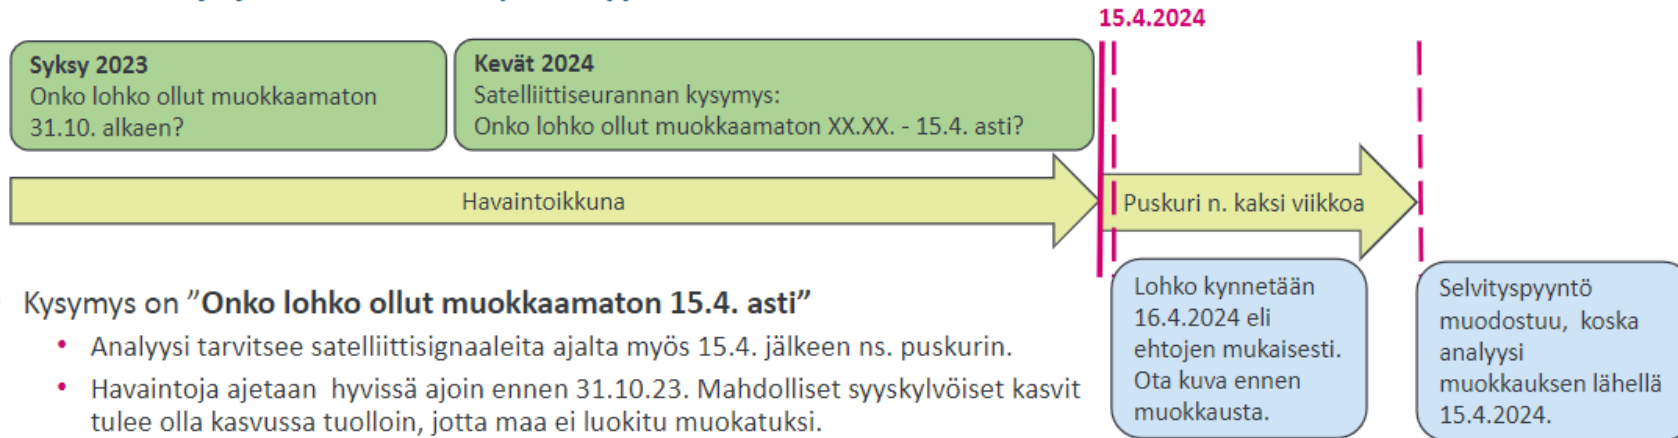 15.4.2024
Syksy 2023
Onko lohko ollut muokkaamaton
31.10. alkaen?
Kevät 2024
Satelliittiseurannan kysymys:
Onko lohko ollut muokkaamaton XX.XX. - 15.4. asti?
Havaintoikkuna
Puskuri n. kaksi viikkoa
Kysymys on ”Onko lohko ollut muokkaamaton 15.4. asti”
• Analyysi tarvitsee satelliittisignaaleita ajalta myös 15.4. jälkeen ns. puskurin.
• Havaintoja ajetaan hyvissä ajoin ennen 31.10.23. Mahdolliset syyskylvöiset kasvit
tulee olla kasvussa tuolloin, jotta maa ei luokitu muokatuksi.
Lohko kynnetään
16.4.2024 eli
ehtojen mukaisesti.
Ota kuva ennen
muokkausta.
Selvityspyyntö
muodostuu, koska
analyysi
muokkauksen lähellä
15.4.2024.